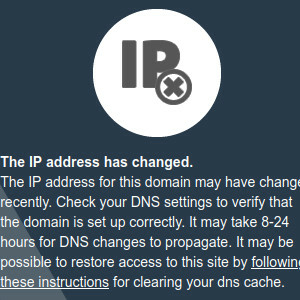 IP
The IP address has changed.
The IP address for this domain may have change
recently. Check your DNS settings to verify that
the domain is set up correctly. It may take 8-24
hours for DNS changes to propagate. It may be
possible to restore access to this site by following
these instructions for clearing your dns cache.